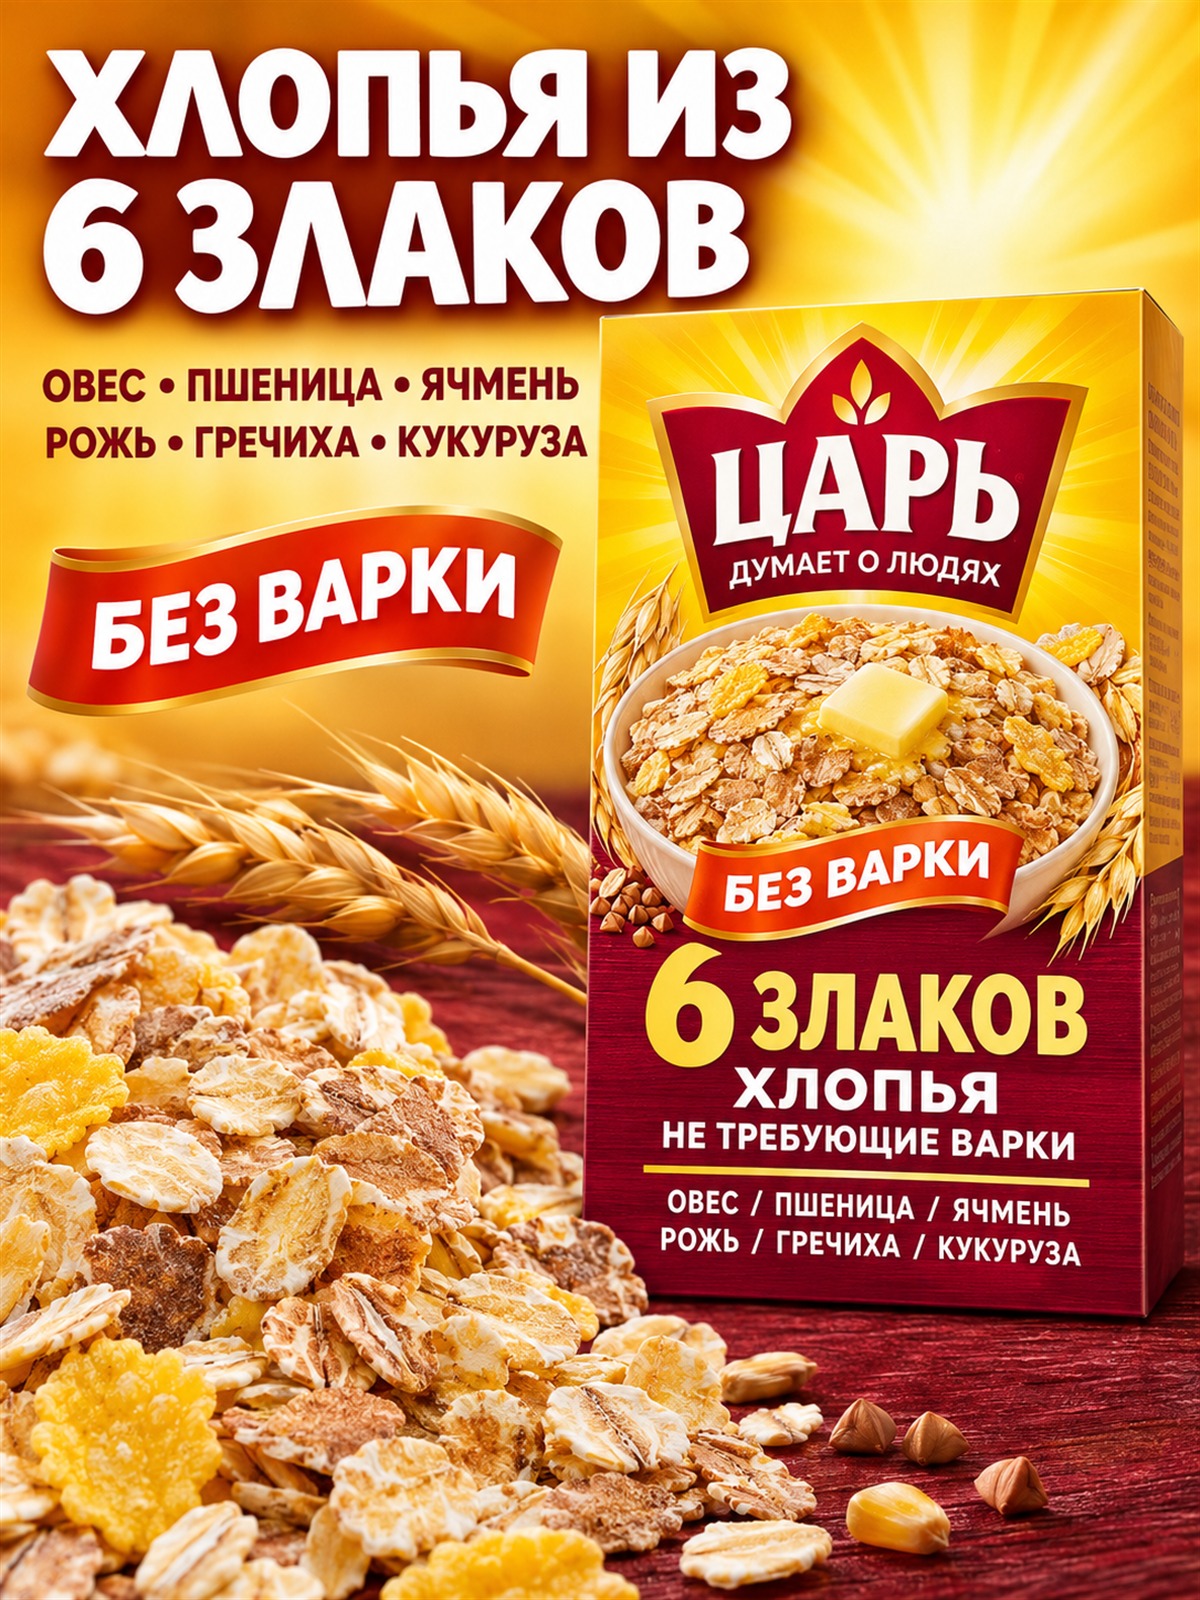 ХЛОПЬЯ ИЗ
6 ЗЛАКОВ
ОВЕС • ПШЕНИЦА • ЯЧМЕНЬ
РОЖЬ • ГРЕЧИХА • КУКУРУЗА
БЕЗ ВАРКИ
ЦАРЬ
ДУМАЕТ О ЛЮДЯХ
БЕЗ ВАРКИ
6 ЗЛАКОВ
ХЛОПЬЯ
НЕ ТРЕБУЮЩИЕ ВАРКИ
ОВЕС / ПШЕНИЦА / ЯЧМЕНЬ
РОЖЬ / ГРЕЧИХА / КУКУРУЗА